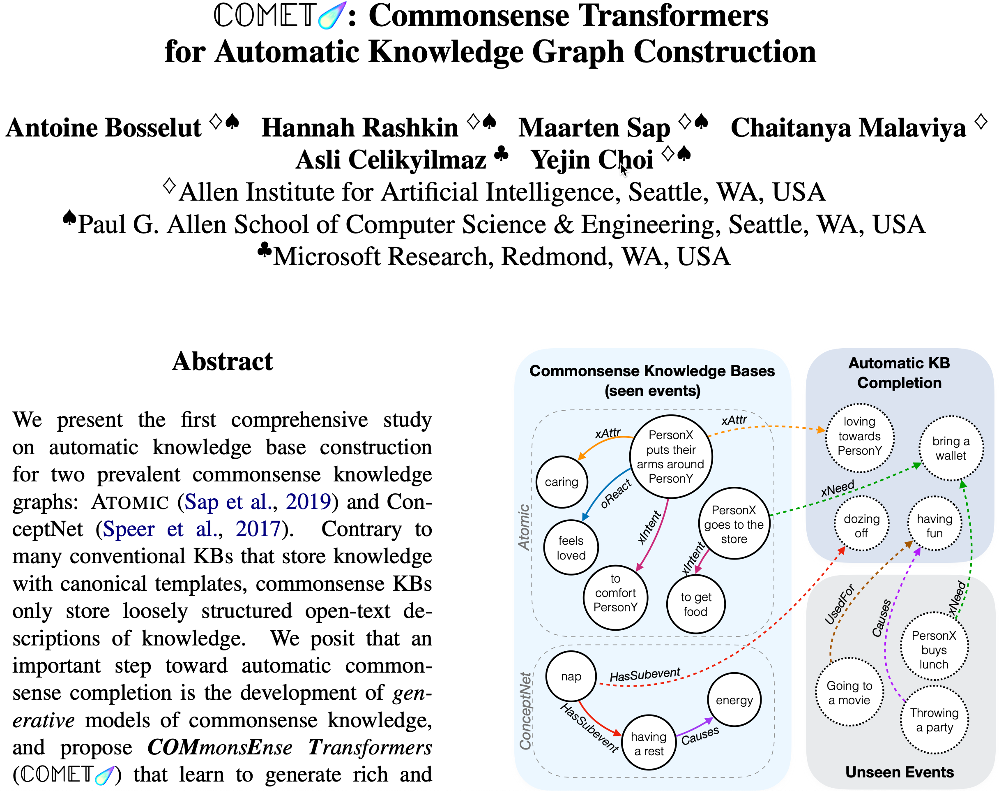 COMET: Commonsense Transformers
for Automatic Knowledge Graph Construction
Antoine Bosselut ♢♠ Hannah Rashkin ♢♠ Maarten Sap ♢♠ Chaitanya Malaviya ♢
Asli Celikyilmaz ♣ Yejin Choi ♢♠
♢Allen Institute for Artificial Intelligence, Seattle, WA, USA
♠Paul G. Allen School of Computer Science & Engineering, Seattle, WA, USA
♣Microsoft Research, Redmond, WA, USA
Abstract
We present the first comprehensive study
on automatic knowledge base construction
for two prevalent commonsense knowledge
graphs: ATOMIC (Sap et al., 2019) and Con-
ceptNet (Speer et al., 2017). Contrary to
many conventional KBs that store knowledge
with canonical templates, commonsense KBs
only store loosely structured open-text de-
scriptions of knowledge. We posit that an
important step toward automatic common-
sense completion is the development of gen-
erative models of commonsense knowledge,
and propose COMmonsEnse Transformers
(COMET) that learn to generate rich and
Commonsense Knowledge Bases
(seen events)
Atomic
xAttr
PersonX
puts their
arms around
PersonY
xAttr
caring
oReact
feels
loved
xIntent
to
comfort
PersonY
PersonX
goes to the
store
xIntent
to get
food
xNeed
ConceptNet
nap
HasSubevent
HasSubevent
having
a rest
Causes
energy
Automatic KB
Completion
loving
towards
PersonY
bring a
wallet
dozing
off
having
fun
UsedFor
Causes
xNeed
PersonX
buys
lunch
Going to
a movie
Throwing
a party
Unseen Events